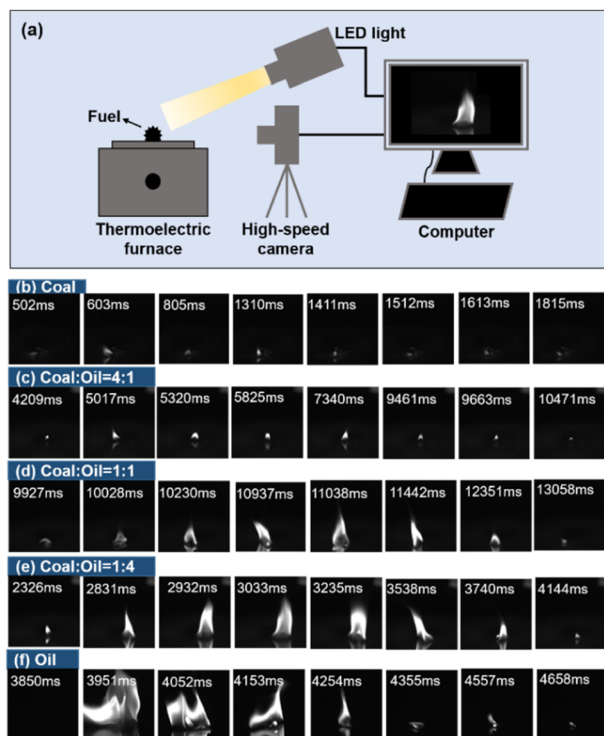 (a)
LED light
Fuel
Thermoelectric
furnace
High-speed
camera
Computer
(b) Coal
502ms 603ms 805ms 1310ms 1411ms 1512ms 1613ms 1815ms
(c) Coal:Oil=4:1
4209ms 5017ms 5320ms 5825ms 7340ms 9461ms 9663ms 10471ms
(d) Coal:Oil=1:1
9927ms 10028ms 10230ms 10937ms 11038ms 11442ms 12351ms 13058ms
(e) Coal:Oil=1:4
2326ms 2831ms 2932ms 3033ms 3235ms 3538ms 3740ms 4144ms
(f) Oil
3850ms 3951ms 4052ms 4153ms 4254ms 4355ms 4557ms 4658ms